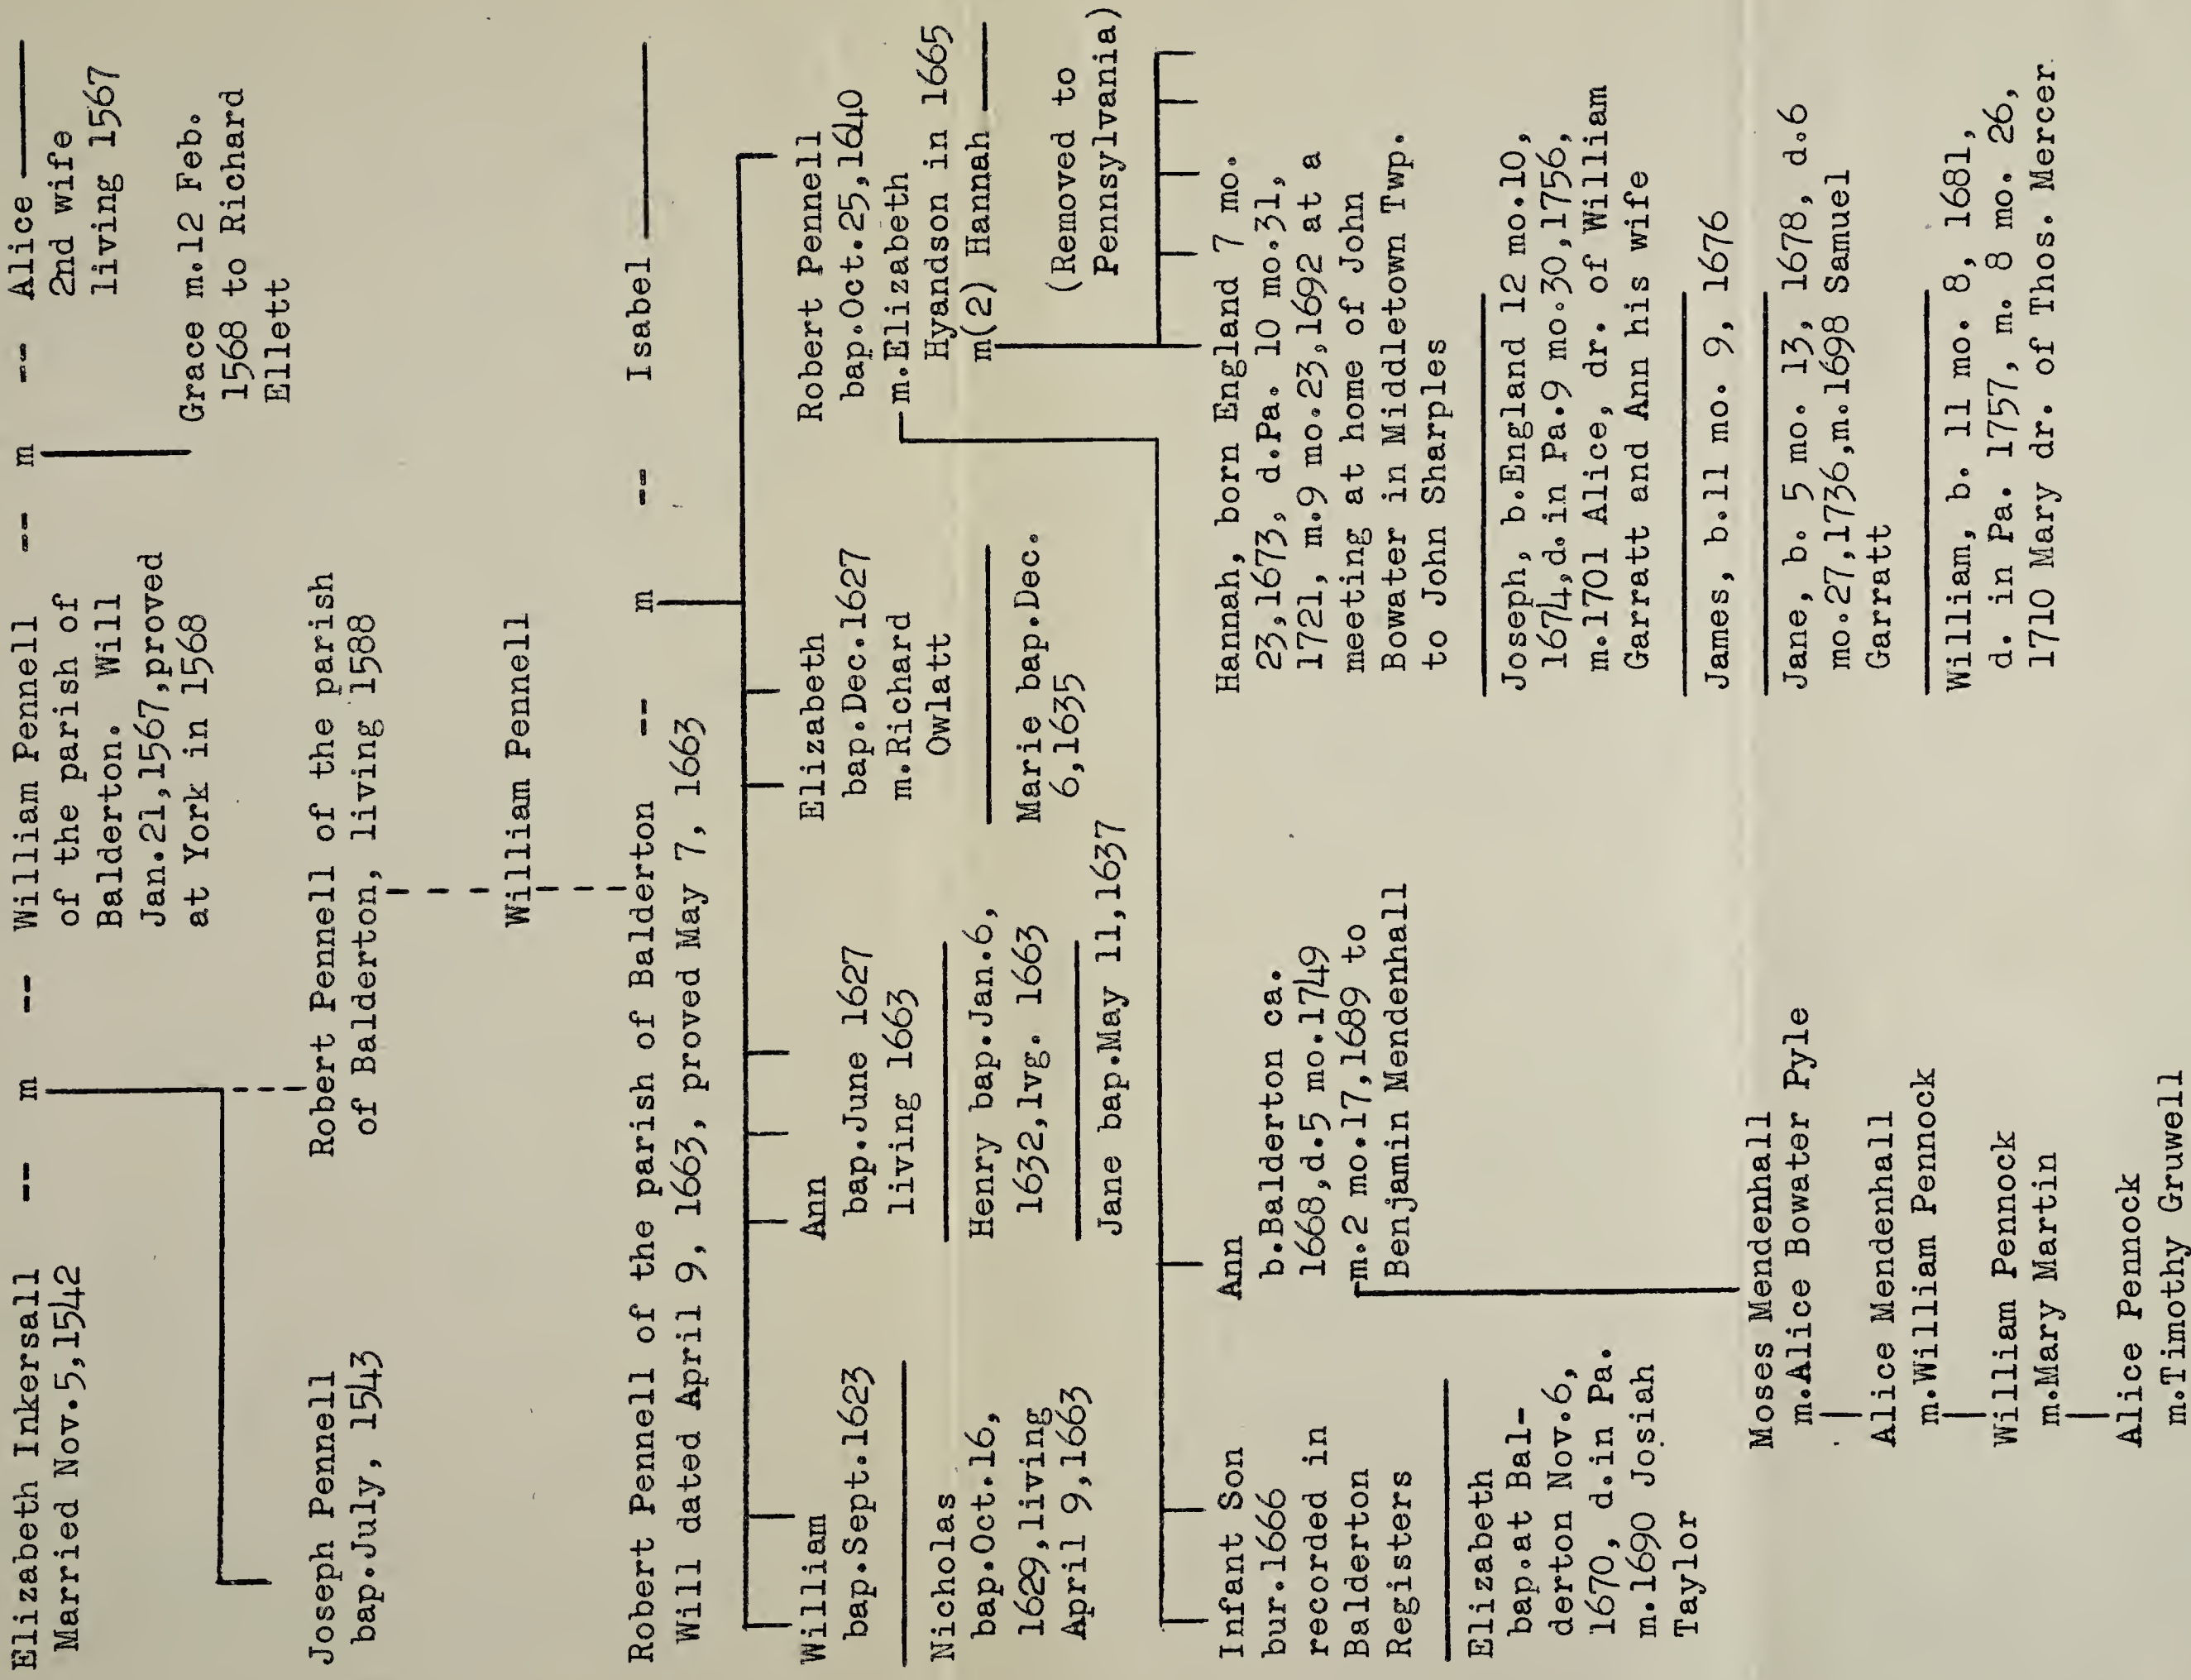 Elizabeth Inkersall -- m -- William Pennell -- m -- Alice
Married Nov.5,1542
of the parish of
Balderton. Will
Jan.21,1567,proved
at York in 1568
2nd wife
living 1567
Grace m.12 Feb.
1568 to Richard
Ellett
Joseph Pennell
bap.July, 1543
Robert Pennell of the parish
of Balderton, living 1588
William Pennell
Robert Pennell of the parish of Balderton -- m -- Isabel
Will dated April 9, 1663, proved May 7, 1663
William
bap.Sept.1623
Nicholas
bap.Oct.16,
1629,living
April 9,1663
Ann
bap.June 1627
living 1663
Henry bap.Jan.6,
1632,lvg. 1663
Jane bap.May 11,1637
Elizabeth
bap.Dec.1627
m.Richard
Owlatt
Marie bap.Dec.
6,1635
Robert Pennell
bap.Oct.25,1640
m.Elizabeth
Hyandson in 1665
m(2) Hannah
(Removed to
Pennsylvania)
Infant Son
bur.1666
recorded in
Balderton
Registers
Elizabeth
bap.at Bal-
derton Nov.6,
1670, d.in Pa.
m.1690 Josiah
Taylor
Ann
b.Balderton ca.
1668,d.5 mo.1749
m.2 mo.17,1689 to
Benjamin Mendenhall
Moses Mendenhall
m.Alice Bowater Pyle
Alice Mendenhall
m.William Pennock
William Pennock
m.Mary Martin
Alice Pennock
m.Timothy Gruwell
Hannah, born England 7 mo.
23,1673, d.Pa. 10 mo.31,
1721, m.9 mo.23,1692 at a
meeting at home of John
Bowater in Middletown Twp.
to John Sharples
Joseph, b.England 12 mo.10,
1674,d.in Pa.9 mo.30,1756,
m.1701 Alice, dr. of William
Garratt and Ann his wife
James, b.11 mo. 9, 1676
Jane, b. 5 mo. 13, 1678, d.6
mo.27,1736,m.1698 Samuel
Garratt
William, b. 11 mo. 8, 1681,
d. in Pa. 1757, m. 8 mo. 26,
1710 Mary dr. of Thos. Mercer